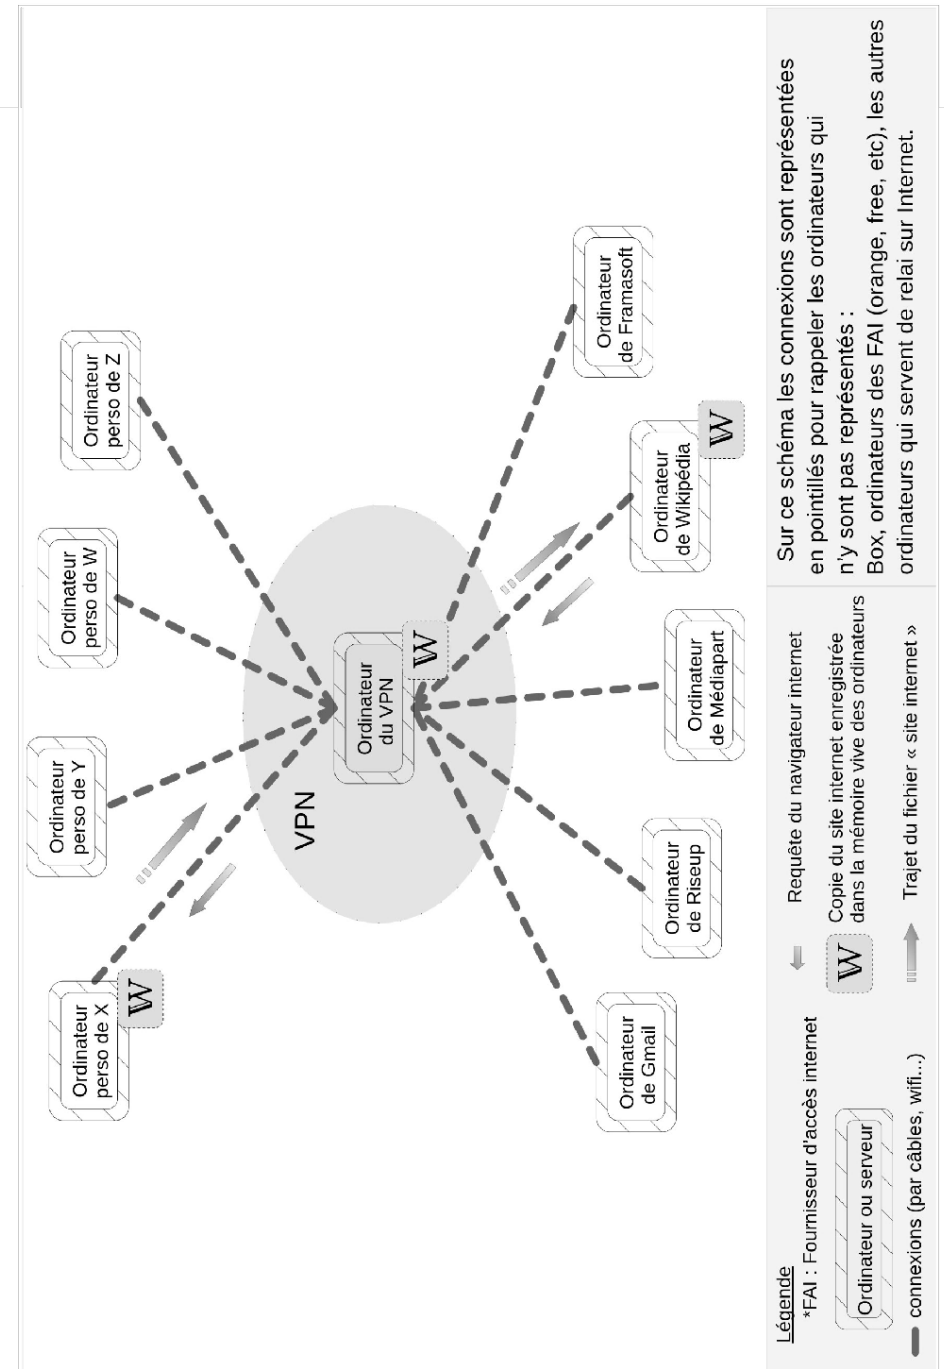 Ordinateur
perso de X
W
Ordinateur
perso de Y
Ordinateur
perso de W
Ordinateur
perso de Z
VPN
Ordinateur
du VPN
W
Ordinateur
de Gmail
Ordinateur
de Riseup
Ordinateur
de Médiapart
Ordinateur
de Wikipédia
W
Ordinateur
de Framasoft
Légende
*FAI : Fournisseur d'accès internet
Ordinateur ou serveur
connexions (par câbles, wifi...)
Requête du navigateur internet
W
Copie du site internet enregistrée
dans la mémoire vive des ordinateurs
Trajet du fichier « site internet »
Sur ce schéma les connexions sont représentées
en pointillés pour rappeler les ordinateurs qui
n'y sont pas représentés :
Box, ordinateurs des FAI (orange, free, etc), les autres
ordinateurs qui servent de relai sur Internet.